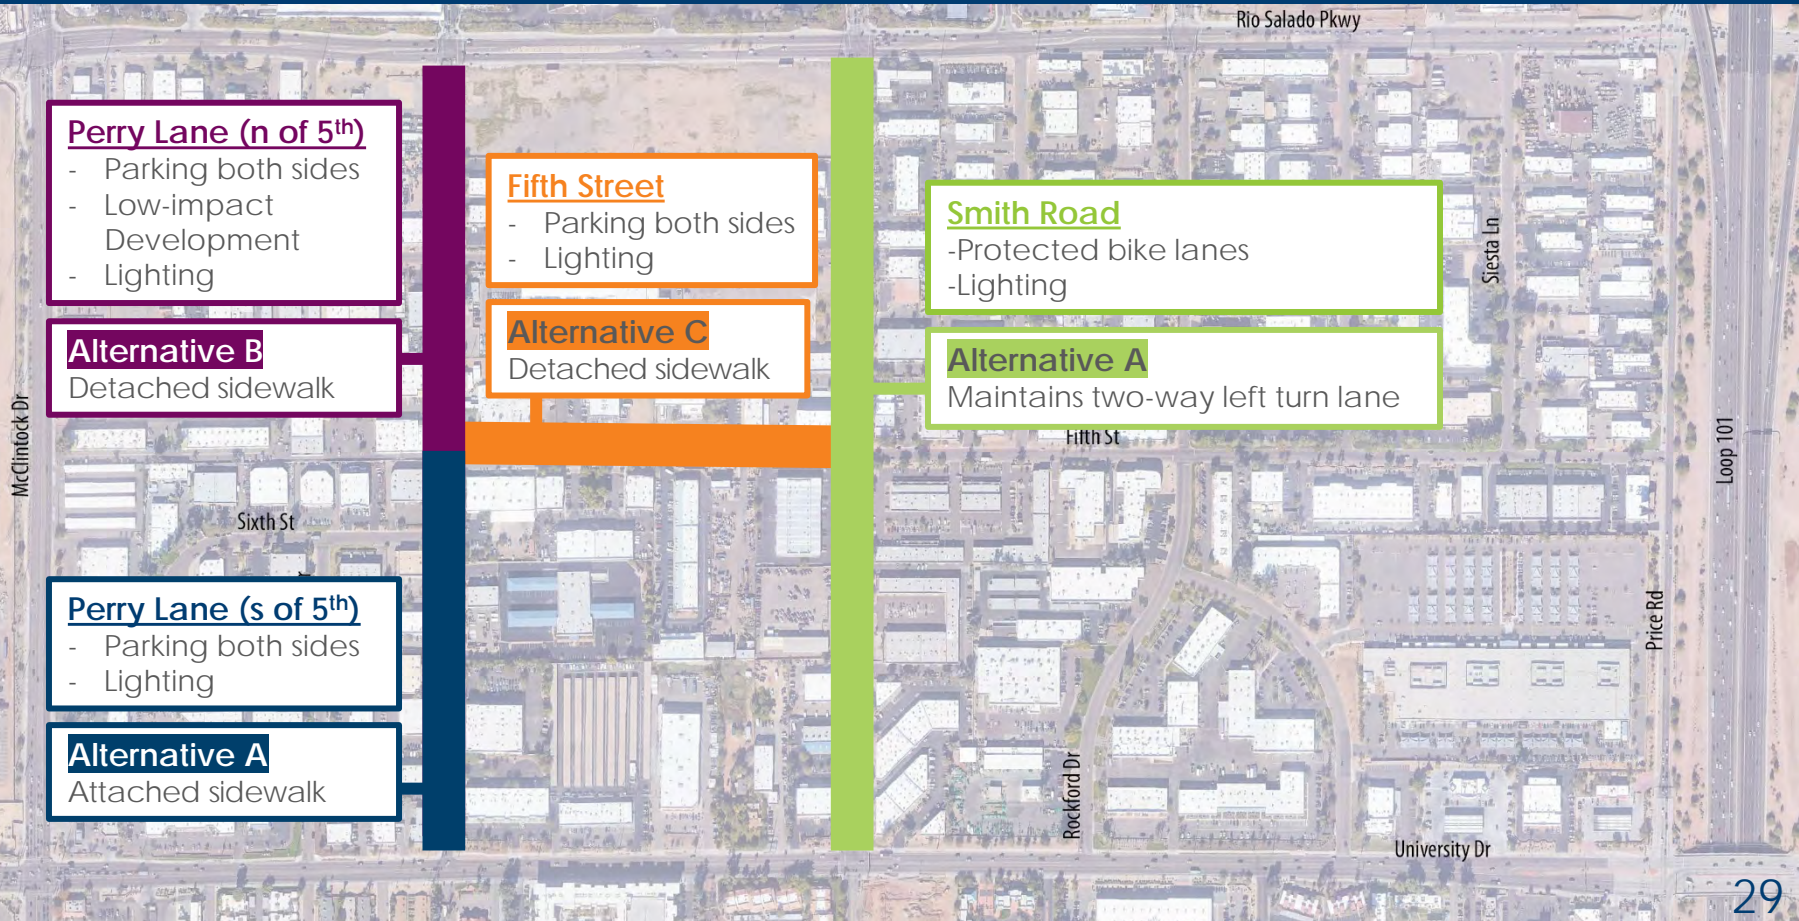 Rio Salado Pkwy
Perry Lane (n of 5th)
- Parking both sides
- Low-impact
Development
- Lighting
Alternative B
Detached sidewalk
Fifth Street
- Parking both sides
- Lighting
Alternative C
Detached sidewalk
Smith Road
-Protected bike lanes
-Lighting
Alternative A
Maintains two-way left turn lane
Siesta Ln
McClintock Dr
Fifth St
Loop 101
Sixth St
Perry Lane (s of 5th)
- Parking both sides
- Lighting
Alternative A
Attached sidewalk
Price Rd
Rockford Dr
University Dr
29